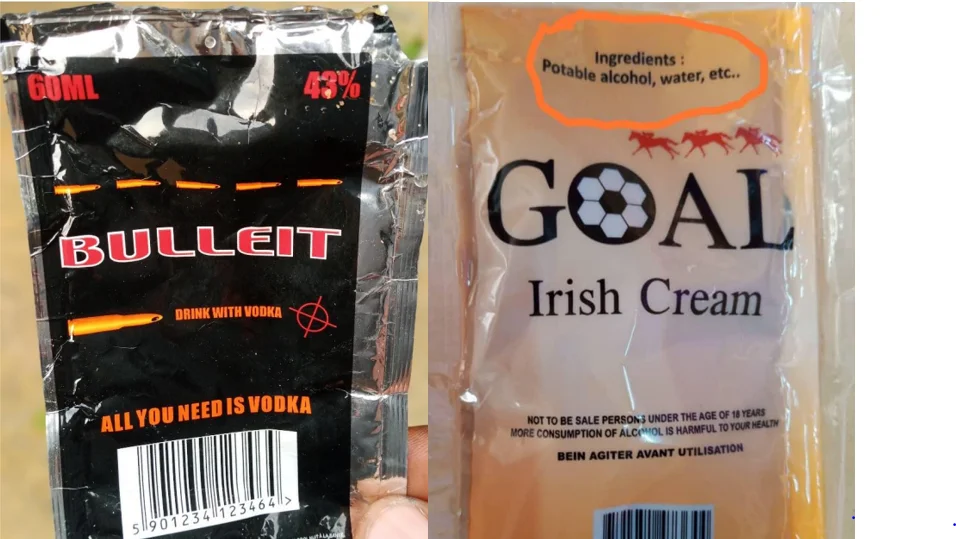 60ML 43%
BULLEIT
DRINK WITH VODKA
ALL YOU NEED IS VODKA
5 901234 123464 >
Ingredients :
Potable alcohol, water, etc..
GOAL
Irish Cream
NOT TO BE SALE PERSONS UNDER THE AGE OF 18 YEARS
MORE CONSUMPTION OF ALCOHOL IS HARMFUL TO YOUR HEALTH
BEIN AGITER AVANT UTILISATION